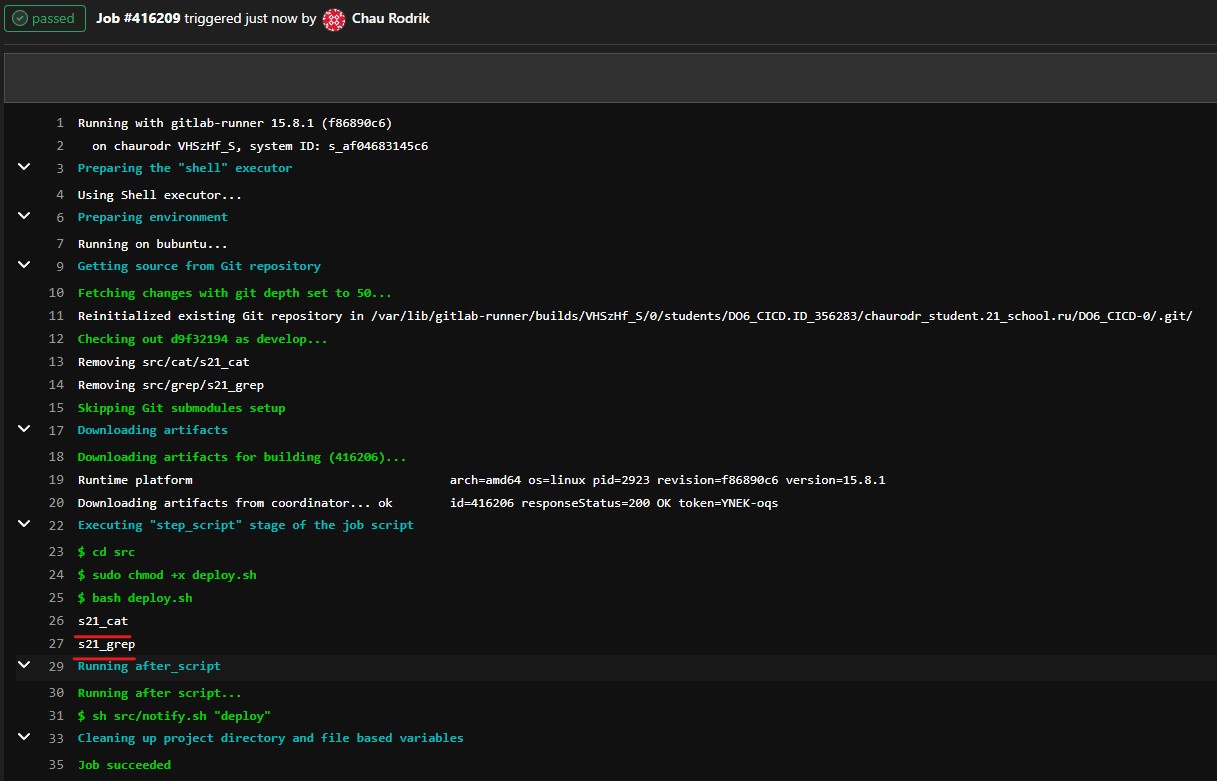 passed Job #416209 triggered just now by Chau Rodrik
1 Running with gitlab-runner 15.8.1 (f86890c6)
2 on chaurodr VHSzHf_S, system ID: s_af04683145c6
3 Preparing the "shell" executor
4 Using Shell executor...
6 Preparing environment
7 Running on bubuntu...
9 Getting source from Git repository
10 Fetching changes with git depth set to 50...
11 Reinitialized existing Git repository in /var/lib/gitlab-runner/builds/VHSzHf_S/0/students/DO6_CICD.ID_356283/chaurodr_student.21_school.ru/DO6_CICD-0/.git/
12 Checking out d9f32194 as develop...
13 Removing src/cat/s21_cat
14 Removing src/grep/s21_grep
15 Skipping Git submodules setup
17 Downloading artifacts
18 Downloading artifacts for building (416206)...
19 Runtime platform arch=amd64 os=linux pid=2923 revision=f86890c6 version=15.8.1
20 Downloading artifacts from coordinator... ok id=416206 responseStatus=200 OK token=YNEK-oqs
22 Executing "step_script" stage of the job script
23 $ cd src
24 $ sudo chmod +x deploy.sh
25 $ bash deploy.sh
26 s21_cat
27 s21_grep
29 Running after_script
30 Running after script...
31 $ sh src/notify.sh "deploy"
33 Cleaning up project directory and file based variables
35 Job succeeded